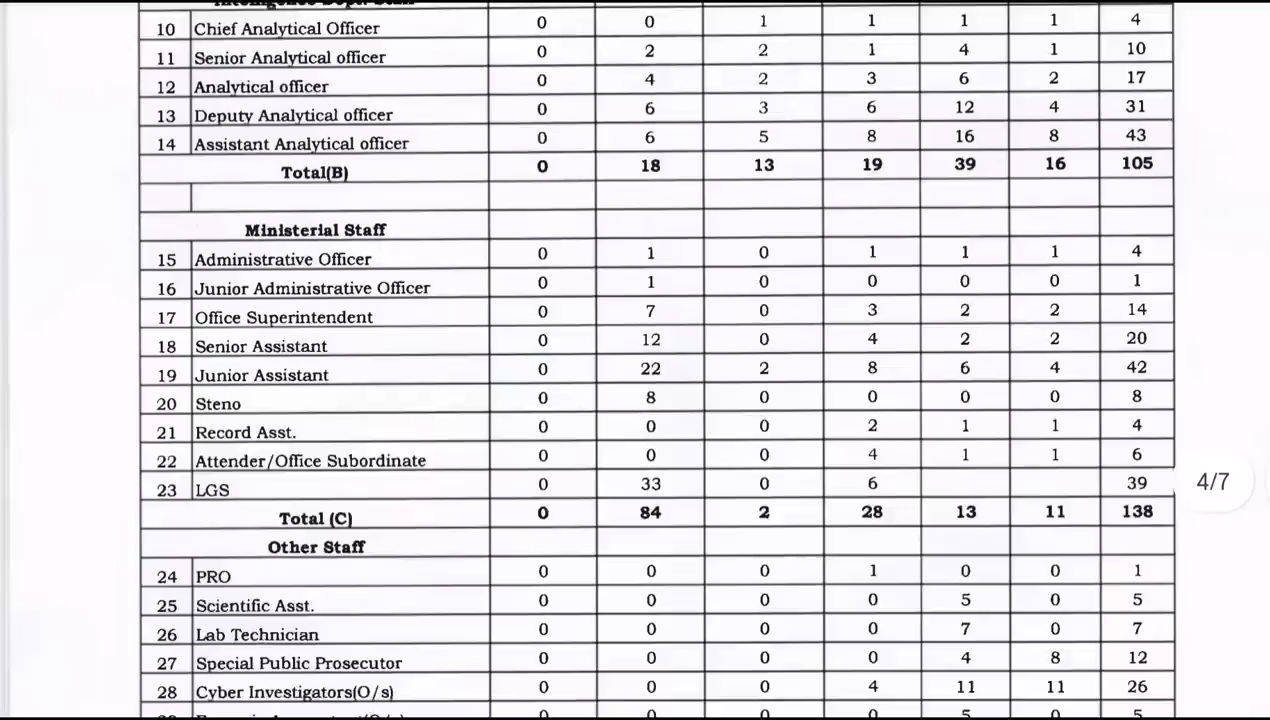 Intelligence Dept. Staff
10 Chief Analytical Officer 0 0 1 1 1 1 4
11 Senior Analytical officer 0 2 2 1 4 1 10
12 Analytical officer 0 4 2 3 6 2 17
13 Deputy Analytical officer 0 6 3 6 12 4 31
14 Assistant Analytical officer 0 6 5 8 16 8 43
Total(B) 0 18 13 19 39 16 105
Ministerial Staff
15 Administrative Officer 0 1 0 1 1 1 4
16 Junior Administrative Officer 0 1 0 0 0 0 1
17 Office Superintendent 0 7 0 3 2 2 14
18 Senior Assistant 0 12 0 4 2 2 20
19 Junior Assistant 0 22 2 8 6 4 42
20 Steno 0 8 0 0 0 0 8
21 Record Asst. 0 0 0 2 1 1 4
22 Attender/Office Subordinate 0 0 0 4 1 1 6
23 LGS 0 33 0 6 39
4/7
Total (C) 0 84 2 28 13 11 138
Other Staff
24 PRO 0 0 0 1 0 0 1
25 Scientific Asst. 0 0 0 0 5 0 5
26 Lab Technician 0 0 0 0 7 0 7
27 Special Public Prosecutor 0 0 0 0 4 8 12
28 Cyber Investigators(O/s) 0 0 0 4 11 11 26
0 0 0 0 5 0 5